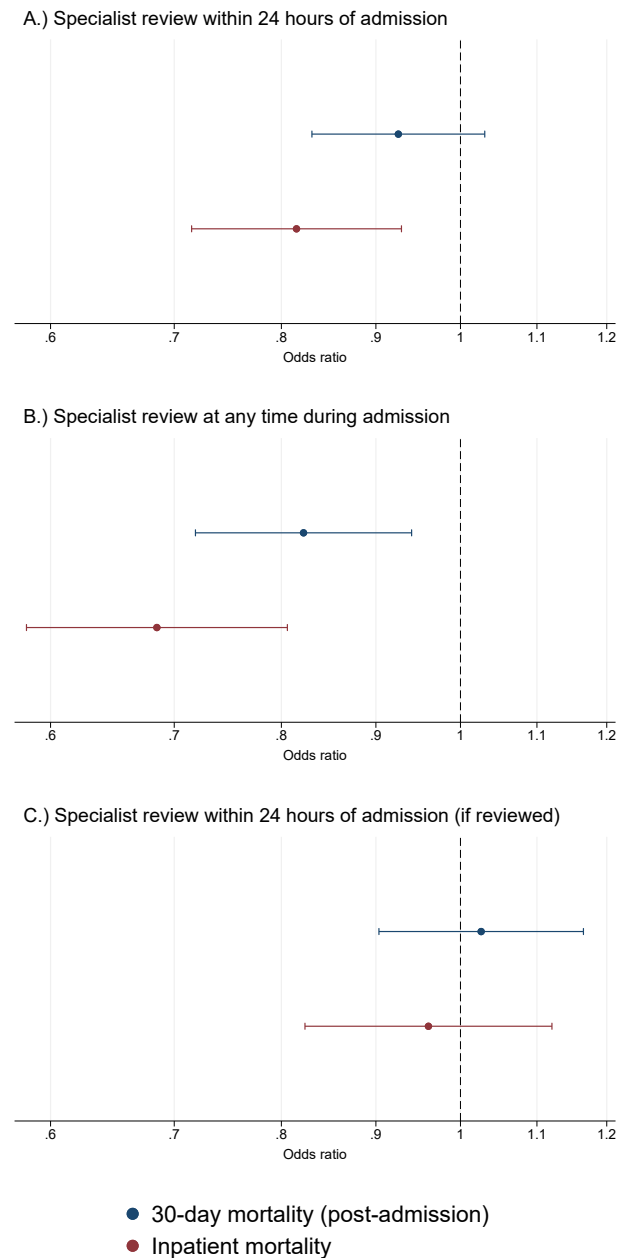 A.) Specialist review within 24 hours of admission
.6 .7 .8 .9 1 1.1 1.2
Odds ratio
B.) Specialist review at any time during admission
.6 .7 .8 .9 1 1.1 1.2
Odds ratio
C.) Specialist review within 24 hours of admission (if reviewed)
.6 .7 .8 .9 1 1.1 1.2
Odds ratio
30-day mortality (post-admission)
Inpatient mortality